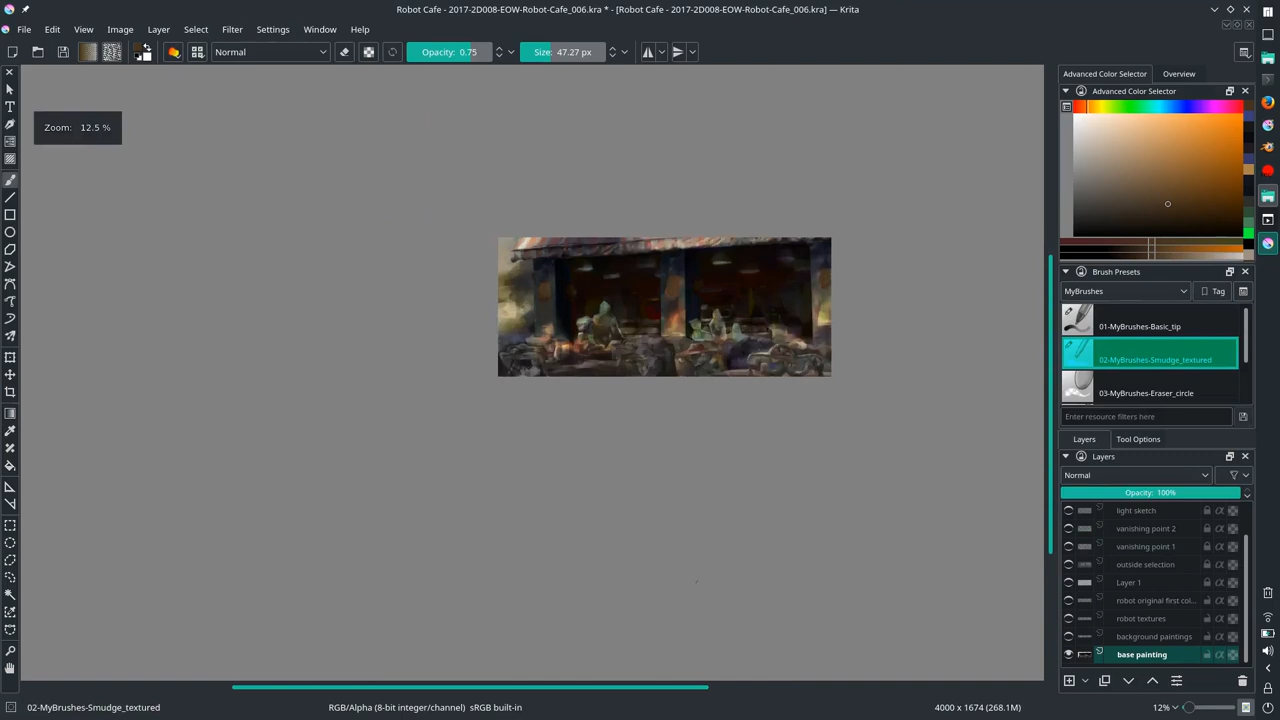 Robot Cafe - 2017-2D008-EOW-Robot-Cafe_006.kra * - [Robot Cafe - 2017-2D008-EOW-Robot-Cafe_006.kra] — Krita
File Edit View Image Layer Select Filter Settings Window Help
Normal Opacity: 0.75 Size: 47.27 px
Advanced Color Selector Overview
Advanced Color Selector
Zoom: 12.5 %
Brush Presets
MyBrushes Tag
01-MyBrushes-Basic_tip
02-MyBrushes-Smudge_textured
03-MyBrushes-Eraser_circle
Enter resource filters here
Layers Tool Options
Layers
Normal
Opacity: 100%
light sketch
vanishing point 2
vanishing point 1
outside selection
Layer 1
robot original first col...
robot textures
background paintings
base painting
02-MyBrushes-Smudge_textured RGB/Alpha (8-bit integer/channel) sRGB built-in 4000 x 1674 (268.1M) 12%